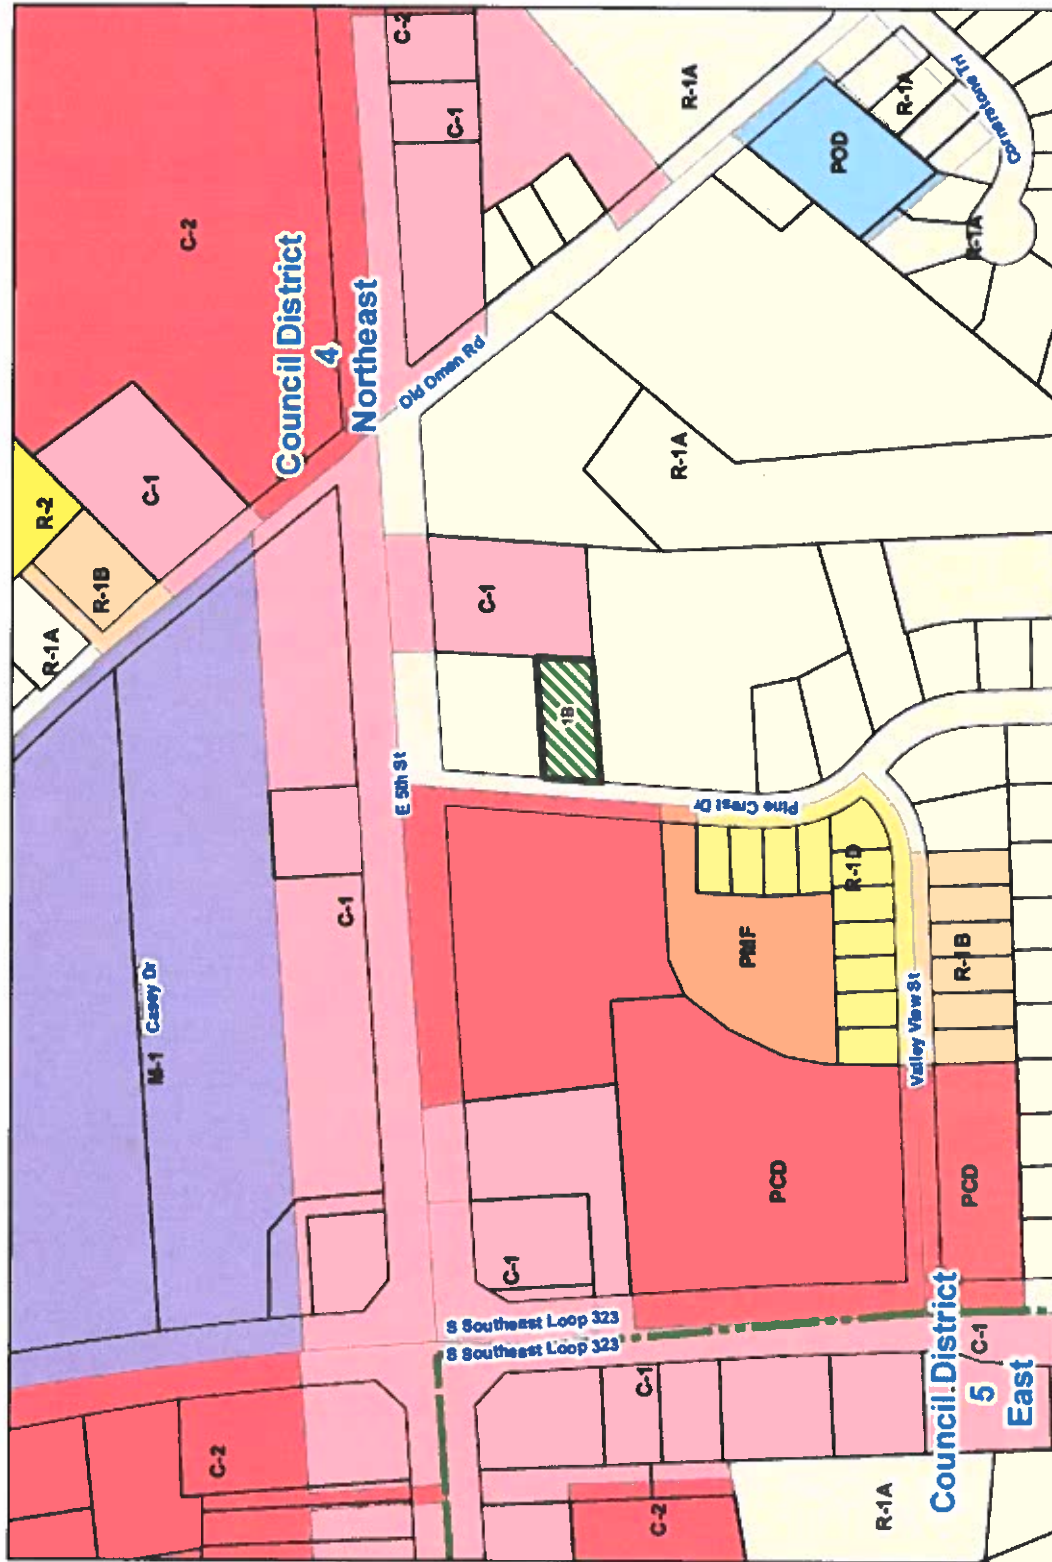 C-2
C-2
C-1
Council District
4
Northeast
R-1A
R-1A
Cornerstone Trl
POD
R-1A
Old Omen Rd
R-2
C-1
R-1B
R-1A
R-1A
C-1
1B
E 5th St
Pine Crest Dr
M-1
Casey Dr
C-1
R-1D
PMF
R-1B
Valley View St
PCD
PCD
C-1
S Southeast Loop 323
S Southeast Loop 323
C-1
C-1
Council District
5
East
C-2
C-2
R-1A